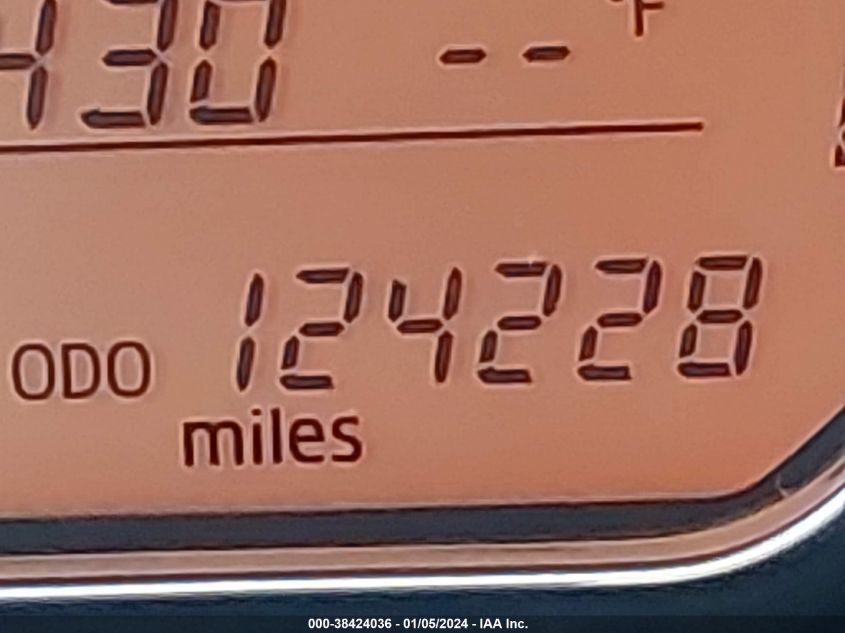 430 -- °F
ODO 124228
miles
000-38424036 - 01/05/2024 - IAA Inc.